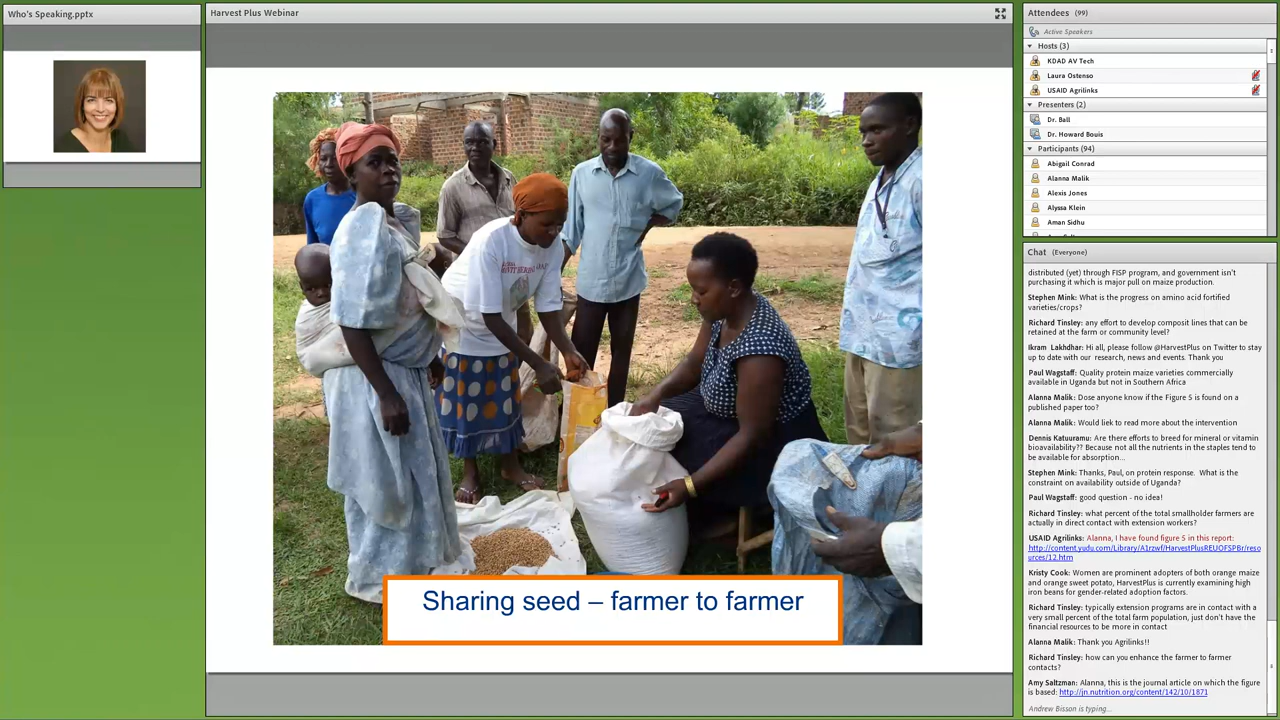 Who's Speaking.pptx
Harvest Plus Webinar
Sharing seed – farmer to farmer
Attendees (99)
Active Speakers
Hosts (3)
KDAD AV Tech
Laura Ostenso
USAID Agrilinks
Presenters (2)
Dr. Ball
Dr. Howard Bouis
Participants (94)
Abigail Conrad
Alanna Malik
Alexis Jones
Alyssa Klein
Aman Sidhu
Chat (Everyone)
distributed (yet) through FISP program, and government isn't
purchasing it which is major pull on maize production.
Stephen Mink: What is the progress on amino acid fortified
varieties/crops?
Richard Tinsley: any effort to develop composit lines that can be
retained at the farm or community level?
Ikram Lakhdhar: Hi all, please follow @HarvestPlus on Twitter to stay
up to date with our research, news and events. Thank you
Paul Wagstaff: Quality protein maize varieties commercially
available in Uganda but not in Southern Africa
Alanna Malik: Dose anyone know if the Figure 5 is found on a
published paper too?
Alanna Malik: Would liek to read more about the intervention
Dennis Katuuramu: Are there efforts to breed for mineral or vitamin
bioavailability?? Because not all the nutrients in the staples tend to
be available for absorption...
Stephen Mink: Thanks, Paul, on protein response. What is the
constraint on availability outside of Uganda?
Paul Wagstaff: good question - no idea!
Richard Tinsley: what percent of the total smallholder farmers are
actually in direct contact with extension workers?
USAID Agrilinks: Alanna, I have found figure 5 in this report:
http://content.yudu.com/Library/A1rzwf/HarvestPlusREUOFSPBr/reso
urces/12.htm
Kristy Cook: Women are prominent adopters of both orange maize
and orange sweet potato, HarvestPlus is currently examining high
iron beans for gender-related adoption factors.
Richard Tinsley: typically extension programs are in contact with a
very small percent of the total farm population, just don't have the
financial resources to be more in contact
Alanna Malik: Thank you Agrilinks!!
Richard Tinsley: how can you enhance the farmer to farmer
contacts?
Amy Saltzman: Alanna, this is the journal article on which the figure
is based: http://jn.nutrition.org/content/142/10/1871
Andrew Bisson is typing...